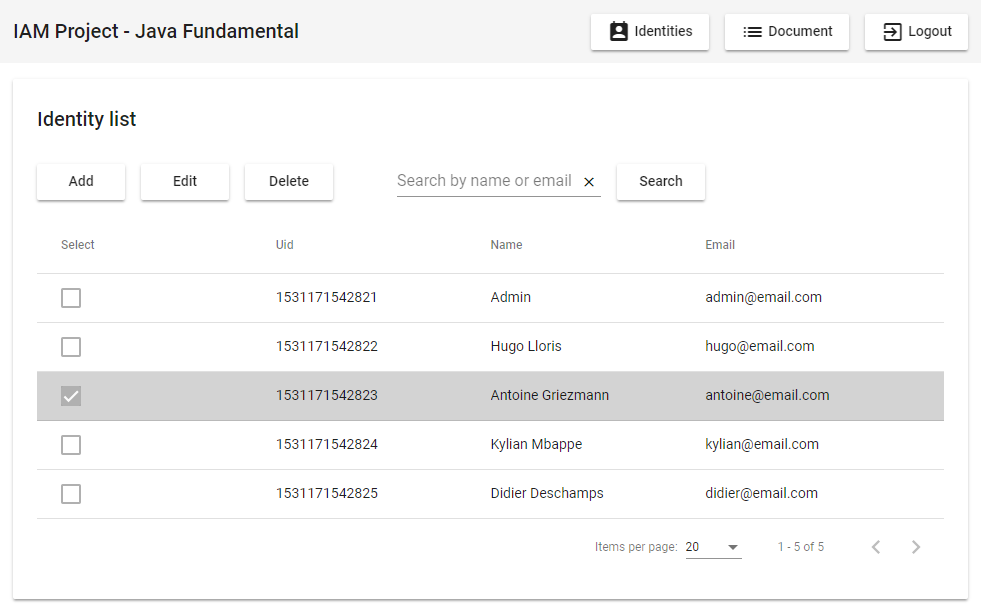 IAM Project - Java Fundamental Identities Document Logout
Identity list
Add Edit Delete Search by name or email Search
Select Uid Name Email
1531171542821 Admin admin@email.com
1531171542822 Hugo Lloris hugo@email.com
1531171542823 Antoine Griezmann antoine@email.com
1531171542824 Kylian Mbappe kylian@email.com
1531171542825 Didier Deschamps didier@email.com
Items per page: 20 1 - 5 of 5